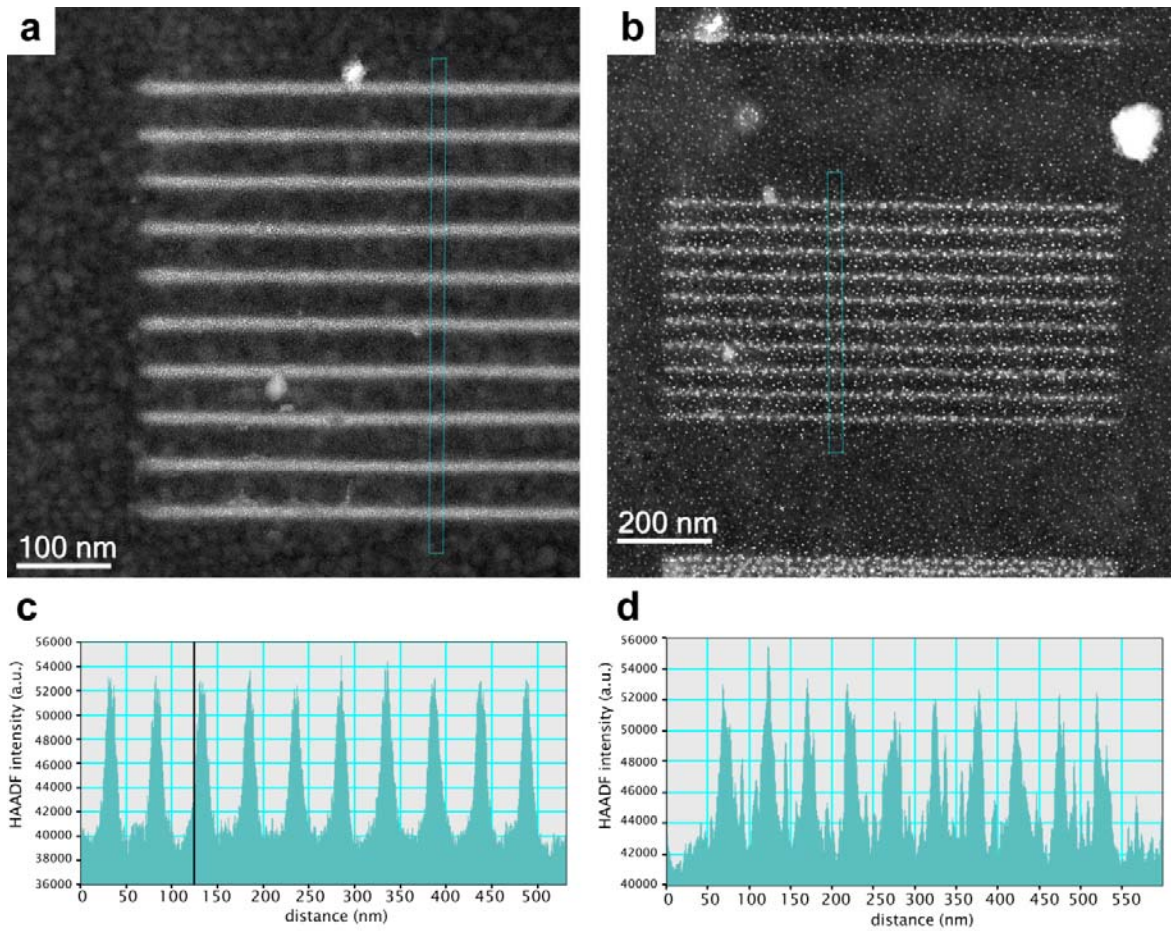 a
b
100 nm
200 nm
c
d
HAADF intensity (a.u.)
56000
54000
52000
50000
48000
46000
44000
42000
40000
38000
36000
0 50 100 150 200 250 300 350 400 450 500
distance (nm)
HAADF intensity (a.u.)
56000
54000
52000
50000
48000
46000
44000
42000
40000
0 50 100 150 200 250 300 350 400 450 500 550
distance (nm)